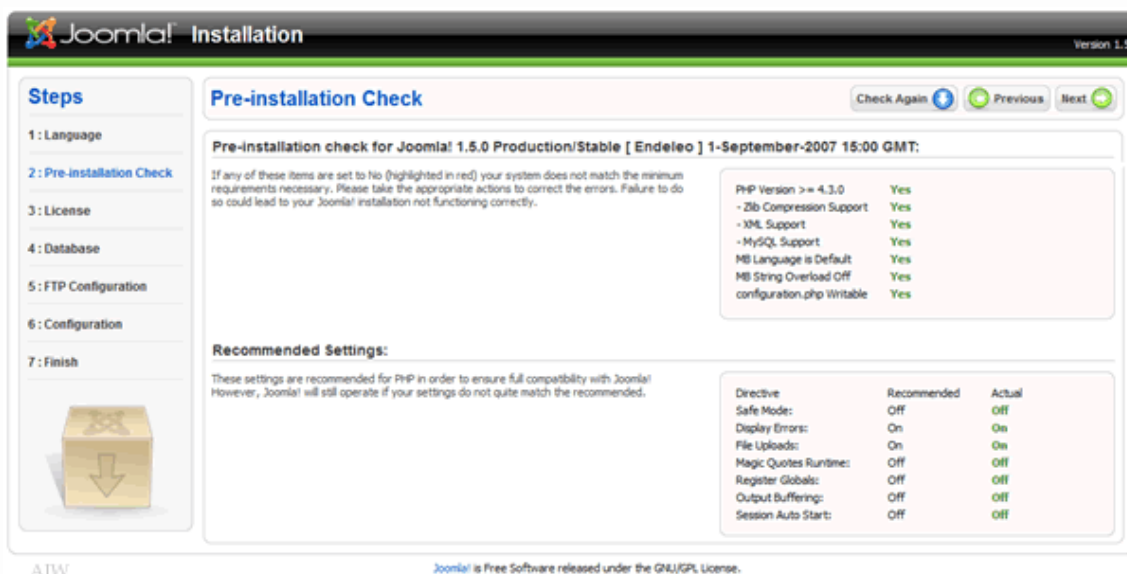 Joomla! Installation
Version 1.5
Steps
1 : Language
2 : Pre-installation Check
3 : License
4 : Database
5 : FTP Configuration
6 : Configuration
7 : Finish
Pre-installation Check
Check Again
Previous
Next
Pre-installation check for Joomla! 1.5.0 Production/Stable [ Endeleo ] 1-September-2007 15:00 GMT:
If any of these items are set to No (highlighted in red) your system does not match the minimum
requirements necessary. Please take the appropriate actions to correct the errors. Failure to do
so could lead to your Joomla! installation not functioning correctly.
PHP Version >= 4.3.0 Yes
- Zlib Compression Support Yes
- XML Support Yes
- MySQL Support Yes
MB Language is Default Yes
MB String Overload Off Yes
configuration.php Writable Yes
Recommended Settings:
These settings are recommended for PHP in order to ensure full compatibility with Joomla!
However, Joomla! will still operate if your settings do not quite match the recommended.
Directive Recommended Actual
Safe Mode: Off Off
Display Errors: On On
File Uploads: On On
Magic Quotes Runtime: Off Off
Register Globals: Off Off
Output Buffering: Off Off
Session Auto Start: Off Off
AIW
Joomla! is Free Software released under the GNU/GPL License.